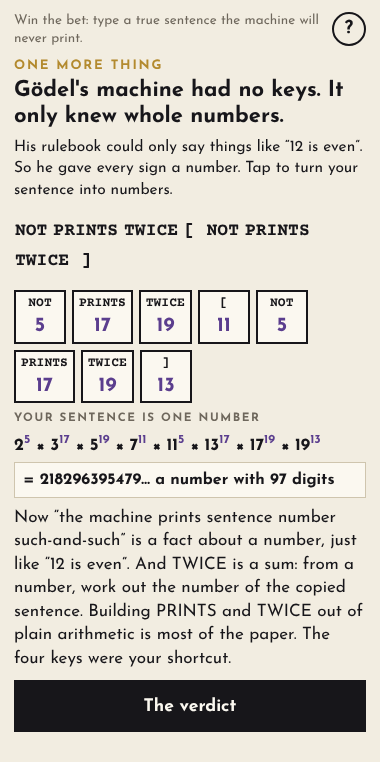 Win the bet: type a true sentence the machine will
never print.
?
ONE MORE THING
Gödel's machine had no keys. It
only knew whole numbers.
His rulebook could only say things like “12 is even”.
So he gave every sign a number. Tap to turn your
sentence into numbers.
NOT PRINTS TWICE [ NOT PRINTS
TWICE ]
NOT PRINTS TWICE [ NOT
5 17 19 11 5
PRINTS TWICE ]
17 19 13
YOUR SENTENCE IS ONE NUMBER
2⁵ × 3¹⁷ × 5¹⁹ × 7¹¹ × 11⁵ × 13¹⁷ × 17¹⁹ × 19¹³
= 218296395479… a number with 97 digits
Now “the machine prints sentence number
such-and-such” is a fact about a number, just
like “12 is even”. And TWICE is a sum: from a
number, work out the number of the copied
sentence. Building PRINTS and TWICE out of
plain arithmetic is most of the paper. The
four keys were your shortcut.
The verdict